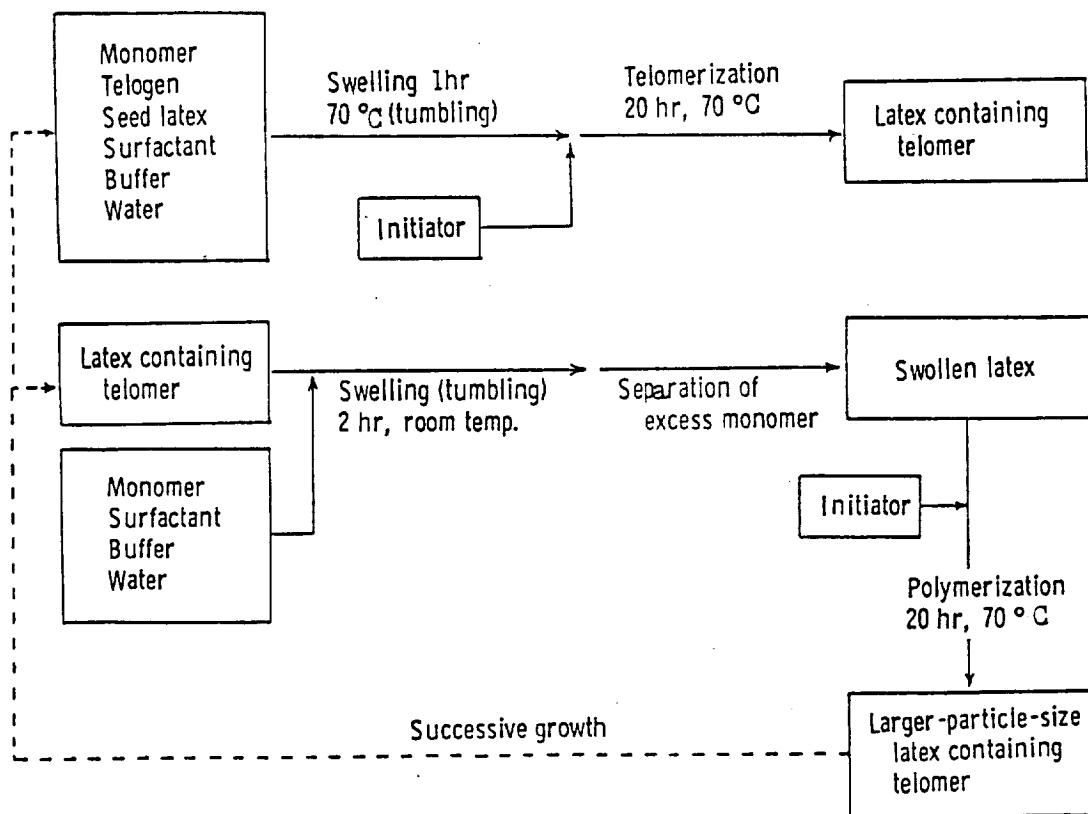 Monomer
Telogen
Seed latex
Surfactant
Buffer
Water
Swelling 1hr
70 °C (tumbling)
Initiator
Telomerization
20 hr, 70 °C
Latex containing
telomer
Latex containing
telomer
Monomer
Surfactant
Buffer
Water
Swelling (tumbling)
2 hr, room temp.
Separation of
excess monomer
Swollen latex
Initiator
Polymerization
20 hr, 70 °C
Larger-particle-size
latex containing
telomer
Successive growth